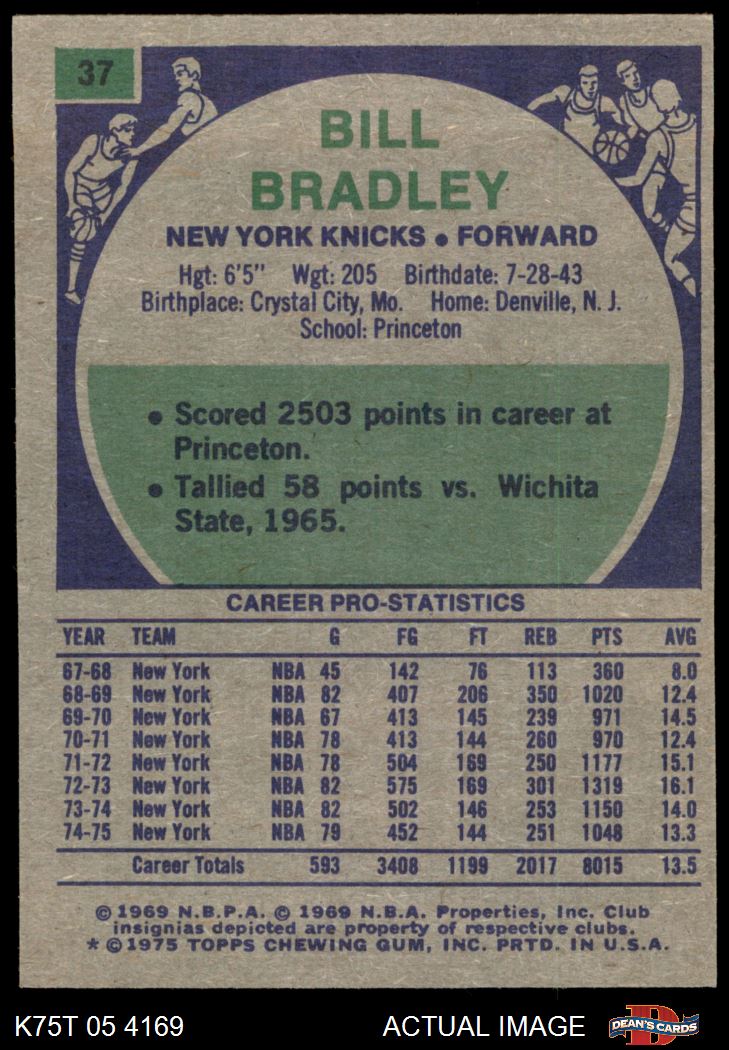 37
BILL
BRADLEY
NEW YORK KNICKS • FORWARD
Hgt: 6'5" Wgt: 205 Birthdate: 7-28-43
Birthplace: Crystal City, Mo. Home: Denville, N. J.
School: Princeton
• Scored 2503 points in career at
Princeton.
• Tallied 58 points vs. Wichita
State, 1965.
CAREER PRO-STATISTICS
YEAR TEAM G FG FT REB PTS AVG
67-68 New York NBA 45 142 76 113 360 8.0
68-69 New York NBA 82 407 206 350 1020 12.4
69-70 New York NBA 67 413 145 239 971 14.5
70-71 New York NBA 78 413 144 260 970 12.4
71-72 New York NBA 78 504 169 250 1177 15.1
72-73 New York NBA 82 575 169 301 1319 16.1
73-74 New York NBA 82 502 146 253 1150 14.0
74-75 New York NBA 79 452 144 251 1048 13.3
Career Totals 593 3408 1199 2017 8015 13.5
© 1969 N.B.P.A. © 1969 N.B.A. Properties, Inc. Club
insignias depicted are property of respective clubs.
* © 1975 TOPPS CHEWING GUM, INC. PRTD. IN U.S.A.
K75T 05 4169 ACTUAL IMAGE D DEAN'S CARDS